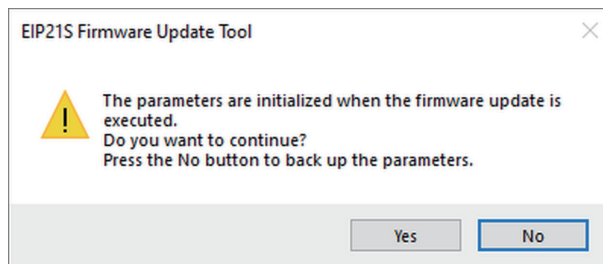 EIP21S Firmware Update Tool
The parameters are initialized when the firmware update is
executed.
Do you want to continue?
Press the No button to back up the parameters.
Yes
No